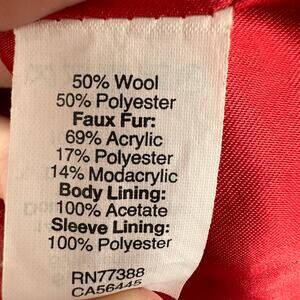 50% Wool
50% Polyester
Faux Fur:
69% Acrylic
17% Polyester
14% Modacrylic
Body Lining:
100% Acetate
Sleeve Lining:
100% Polyester
RN77388
CA56445